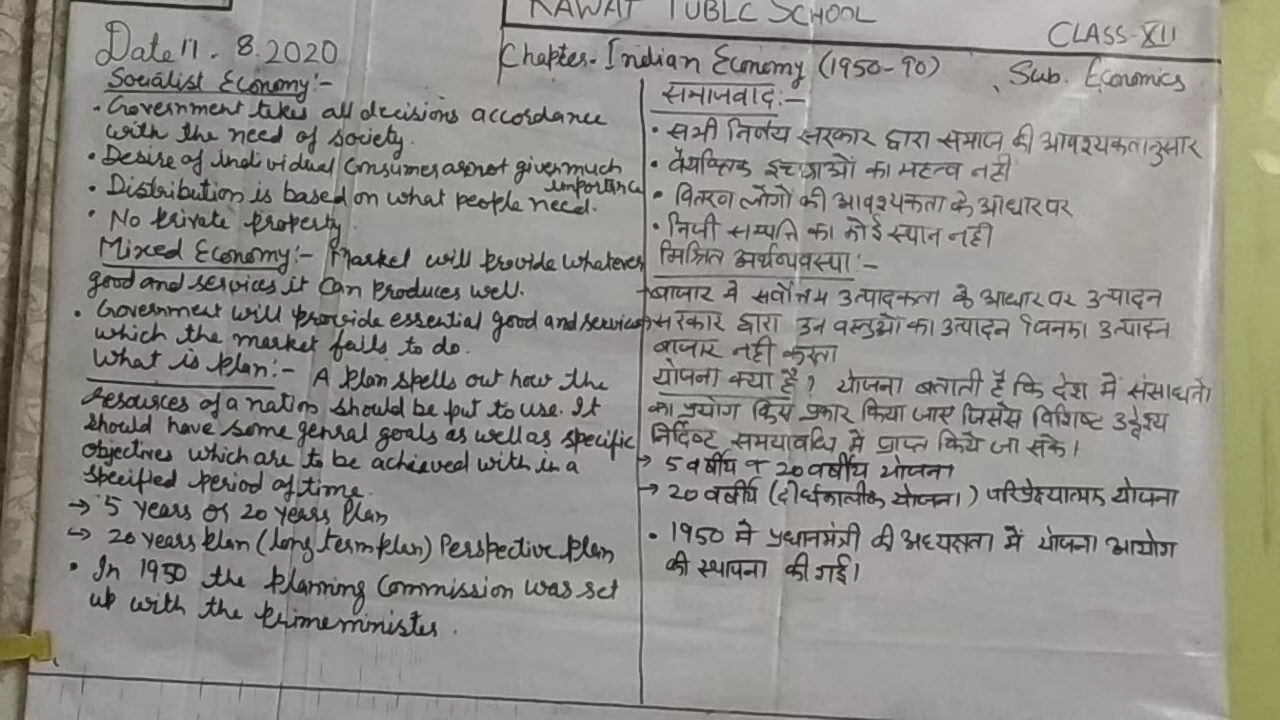 RAWAT PUBLC SCHOOL
CLASS-XII
Date 8.2020
Chapter-Indian Economy (1950-90)
Sub. Economics
Socialist Economy:-
• Government takes all decisions accordance
with the need of society.
• Desire of individual Consumes are not given much
importance
• Distribution is based on what people need.
• No private property.
Mixed Economy:- Market will provide whatever
good and services it Can produces well.
• Government will provide essential good and services
which the market fails to do.
What is plan:- A plan spells out how the
resources of a nation should be put to use. It
should have some genral goals as well as specific
objectives which are to be achieved with in a
specified period of time.
→ 5 years or 20 years Plan
→ 20 years plan (long term plan) Perspective plan
• In 1950 the planning Commission was set
up with the primeminister.
समाजवाद:-
• सभी निर्णय सरकार द्वारा समाज की आवश्यकतानुसार
• वैयक्तिक इच्छाओं का महत्व नही
• वितरण लोगों की आवश्यकता के आधार पर
• निजी सम्पत्ति का कोई स्थान नही
मिश्रित अर्थव्यवस्था:-
→ बाजार मे सर्वोत्तम उत्पादकता के आधार पर उत्पादन
→ सरकार द्वारा उन वस्तुओं का उत्पादन जिनका उत्पादन
बाजार नही करता
योजना क्या है? योजना बताती है कि देश में संसाधनों
का प्रयोग किस प्रकार किया जाए जिससे विशिष्ट उद्देश्य
निर्दिष्ट समयावधि में प्राप्त किये जा सके।
→ 5 वर्षीय व 20 वर्षीय योजना
→ 20 वर्षीय (दीर्घकालीक योजना) परिप्रेक्ष्यात्मक योजना
• 1950 मे प्रधानमंत्री की अध्यक्षता में योजना आयोग
की स्थापना की गई।